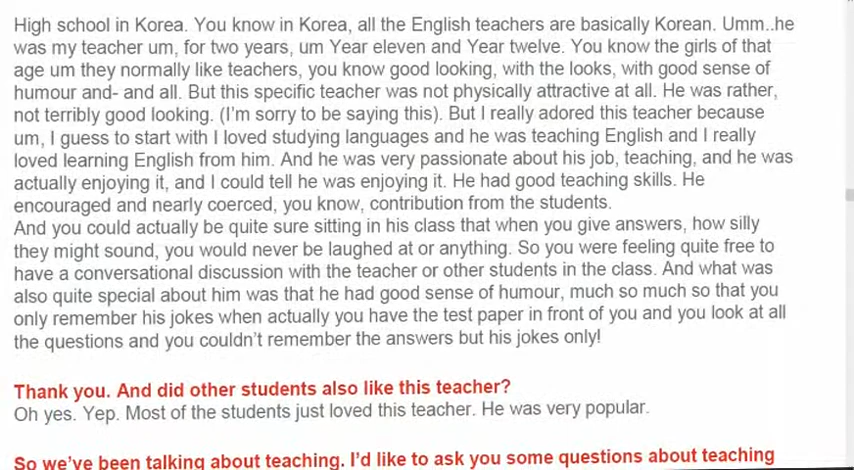 High school in Korea. You know in Korea, all the English teachers are basically Korean. Umm..he
was my teacher um, for two years, um Year eleven and Year twelve. You know the girls of that
age um they normally like teachers, you know good looking, with the looks, with good sense of
humour and- and all. But this specific teacher was not physically attractive at all. He was rather,
not terribly good looking. (I'm sorry to be saying this). But I really adored this teacher because
um, I guess to start with I loved studying languages and he was teaching English and I really
loved learning English from him. And he was very passionate about his job, teaching, and he was
actually enjoying it, and I could tell he was enjoying it. He had good teaching skills. He
encouraged and nearly coerced, you know, contribution from the students.
And you could actually be quite sure sitting in his class that when you give answers, how silly
they might sound, you would never be laughed at or anything. So you were feeling quite free to
have a conversational discussion with the teacher or other students in the class. And what was
also quite special about him was that he had good sense of humour, much so much so that you
only remember his jokes when actually you have the test paper in front of you and you look at all
the questions and you couldn't remember the answers but his jokes only!
Thank you. And did other students also like this teacher?
Oh yes. Yep. Most of the students just loved this teacher. He was very popular.
So we've been talking about teaching. I'd like to ask you some questions about teaching